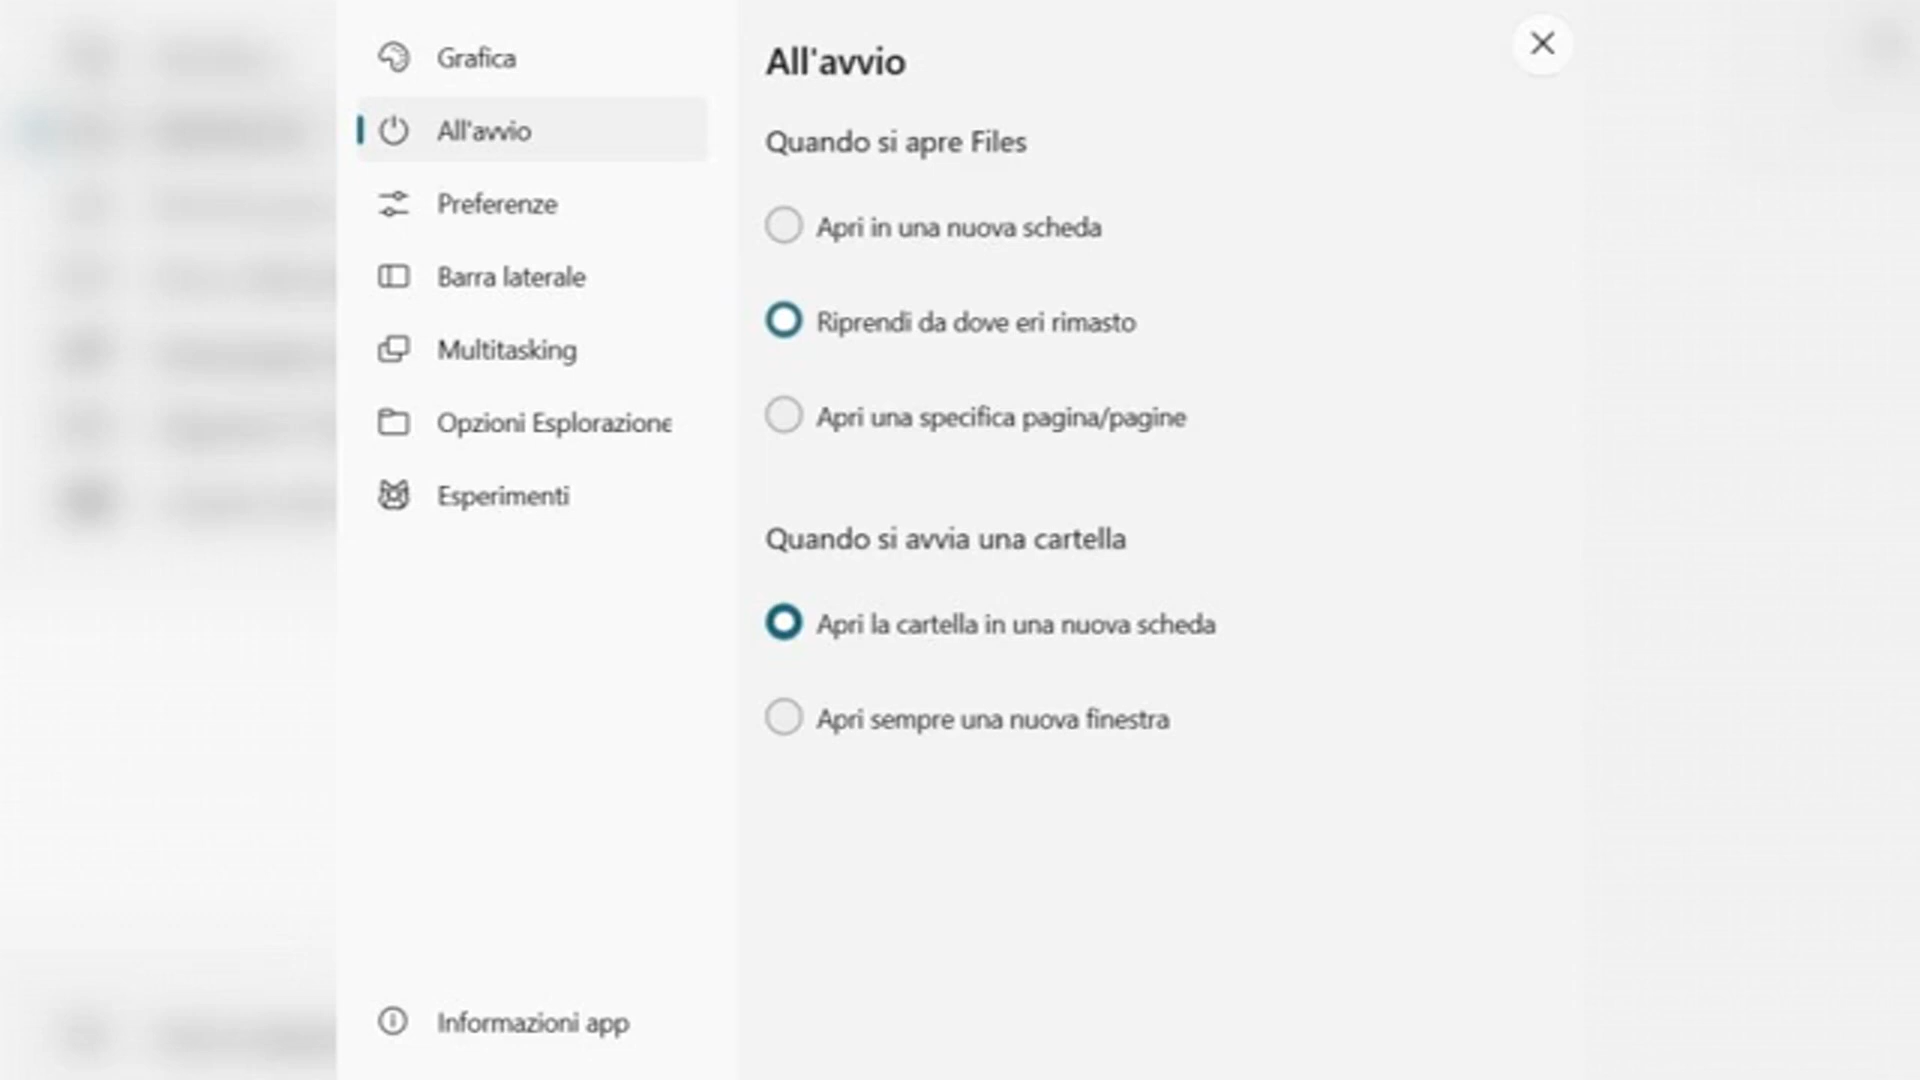 Grafica
All'avvio
Preferenze
Barra laterale
Multitasking
Opzioni Esplorazione
Esperimenti
Informazioni app
All'avvio
Quando si apre Files
Apri in una nuova scheda
Riprendi da dove eri rimasto
Apri una specifica pagina/pagine
Quando si avvia una cartella
Apri la cartella in una nuova scheda
Apri sempre una nuova finestra